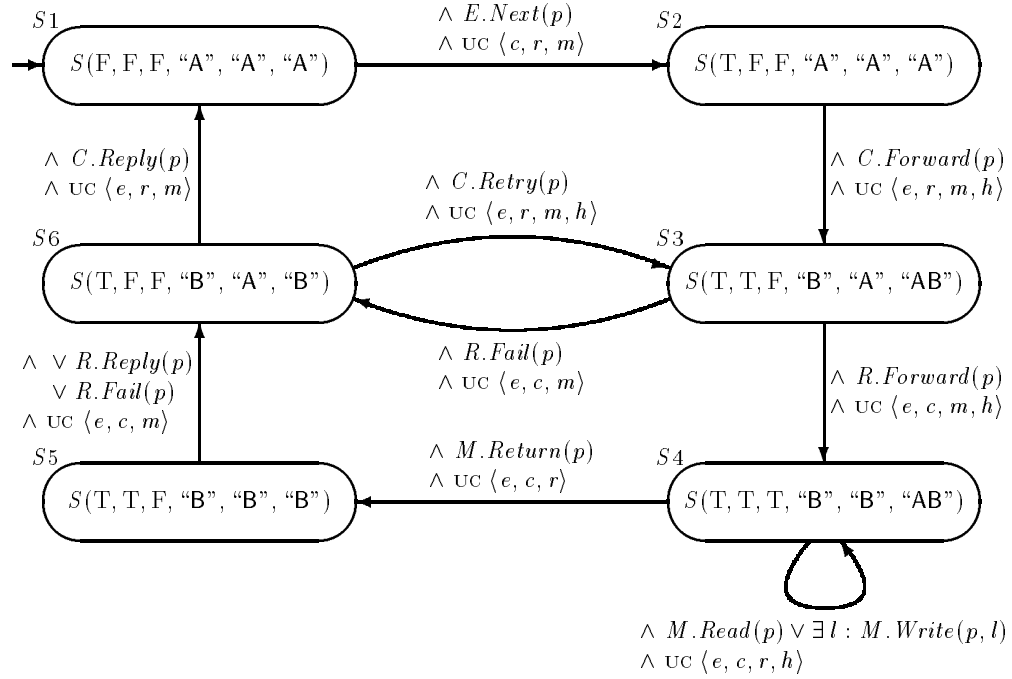 ∧ E.Next(p)
∧ UC ⟨c, r, m⟩
S1
S2
S(F, F, F, “A”, “A”, “A”)
S(T, F, F, “A”, “A”, “A”)
∧ C.Reply(p)
∧ UC ⟨e, r, m⟩
∧ C.Retry(p)
∧ UC ⟨e, r, m, h⟩
∧ C.Forward(p)
∧ UC ⟨e, r, m, h⟩
S6
S3
S(T, F, F, “B”, “A”, “B”)
S(T, T, F, “B”, “A”, “AB”)
∧ ∨ R.Reply(p)
∨ R.Fail(p)
∧ UC ⟨e, c, m⟩
∧ R.Fail(p)
∧ UC ⟨e, c, m⟩
∧ R.Forward(p)
∧ UC ⟨e, c, m, h⟩
S5
∧ M.Return(p)
∧ UC ⟨e, c, r⟩
S4
S(T, T, F, “B”, “B”, “B”)
S(T, T, T, “B”, “B”, “AB”)
∧ M.Read(p) ∨ ∃ l : M.Write(p, l)
∧ UC ⟨e, c, r, h⟩